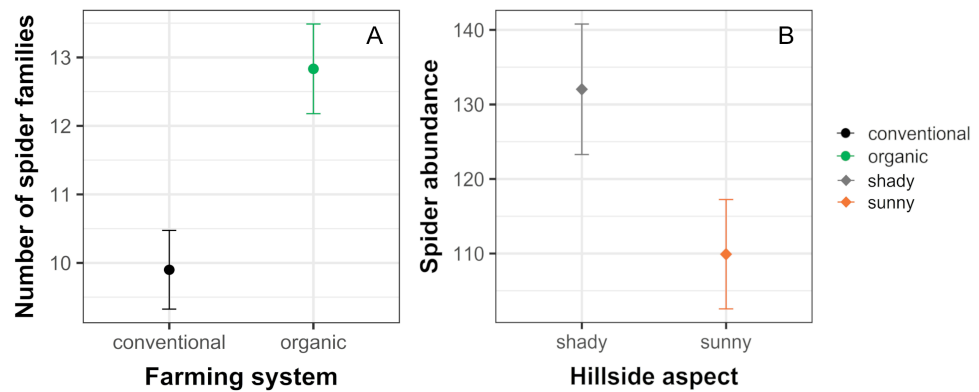 A
Number of spider families
13
12
11
10
conventional
organic
Farming system
B
Spider abundance
140
130
120
110
shady
sunny
Hillside aspect
conventional
organic
shady
sunny